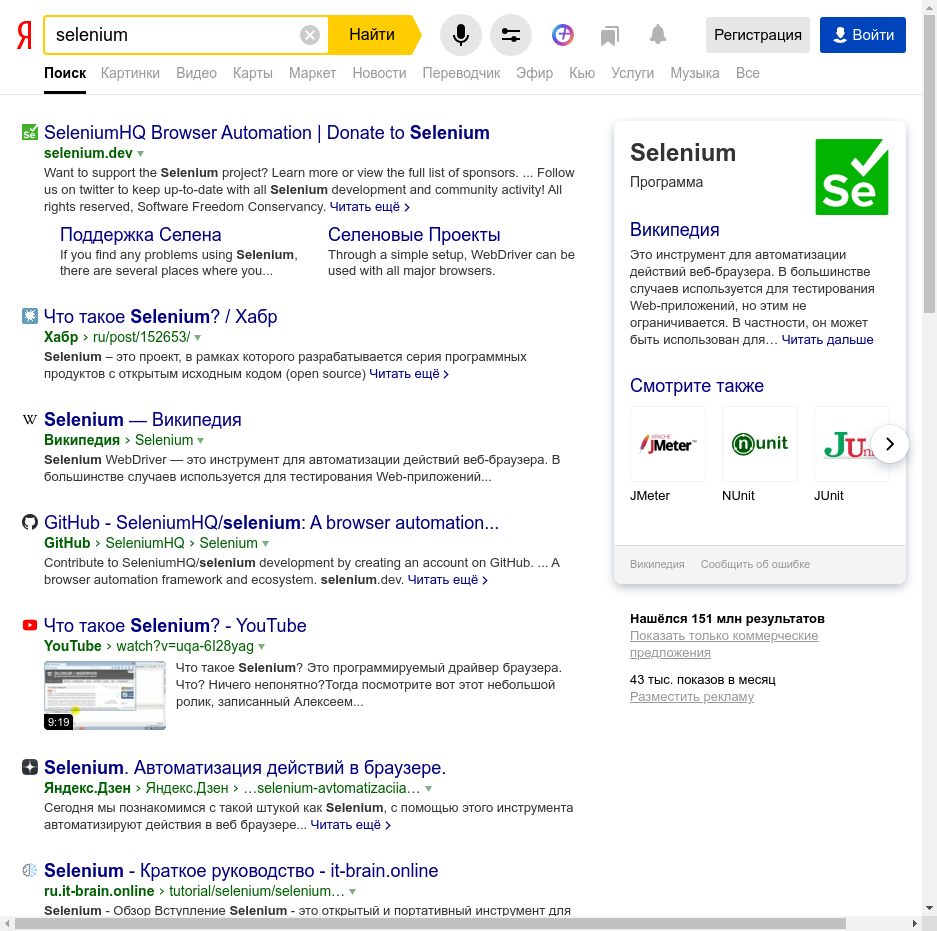 Я selenium Найти Регистрация Войти
Поиск Картинки Видео Карты Маркет Новости Переводчик Эфир Кью Услуги Музыка Все
SeleniumHQ Browser Automation | Donate to Selenium
selenium.dev
Want to support the Selenium project? Learn more or view the full list of sponsors. ... Follow
us on twitter to keep up-to-date with all Selenium development and community activity! All
rights reserved, Software Freedom Conservancy. Читать ещё >
Поддержка Селена
If you find any problems using Selenium,
there are several places where you...
Селеновые Проекты
Through a simple setup, WebDriver can be
used with all major browsers.
Что такое Selenium? / Хабр
Хабр > ru/post/152653/
Selenium – это проект, в рамках которого разрабатывается серия программных
продуктов с открытым исходным кодом (open source) Читать ещё >
W Selenium — Википедия
Википедия > Selenium
Selenium WebDriver — это инструмент для автоматизации действий веб-браузера. В
большинстве случаев используется для тестирования Web-приложений...
GitHub - SeleniumHQ/selenium: A browser automation...
GitHub > SeleniumHQ > Selenium
Contribute to SeleniumHQ/selenium development by creating an account on GitHub. ... A
browser automation framework and ecosystem. selenium.dev. Читать ещё >
Что такое Selenium? - YouTube
YouTube > watch?v=uqa-6I28yag
Что такое Selenium? Это программируемый драйвер браузера.
Что? Ничего непонятно?Тогда посмотрите вот этот небольшой
ролик, записанный Алексеем...
9:19
Selenium. Автоматизация действий в браузере.
Яндекс.Дзен > Яндекс.Дзен > …selenium-avtomatizaciia…
Сегодня мы познакомимся с такой штукой как Selenium, с помощью этого инструмента
автоматизируют действия в веб браузере... Читать ещё >
Selenium - Краткое руководство - it-brain.online
ru.it-brain.online > tutorial/selenium/selenium…
Selenium - Обзор Вступление Selenium - это открытый и портативный инструмент для
Selenium
Программа
Se
Википедия
Это инструмент для автоматизации
действий веб-браузера. В большинстве
случаев используется для тестирования
Web-приложений, но этим не
ограничивается. В частности, он может
быть использован для… Читать дальше
Смотрите также
APACHE JMeter
nunit
JUnit
JMeter NUnit JUnit
Википедия Сообщить об ошибке
Нашёлся 151 млн результатов
Показать только коммерческие
предложения
43 тыс. показов в месяц
Разместить рекламу